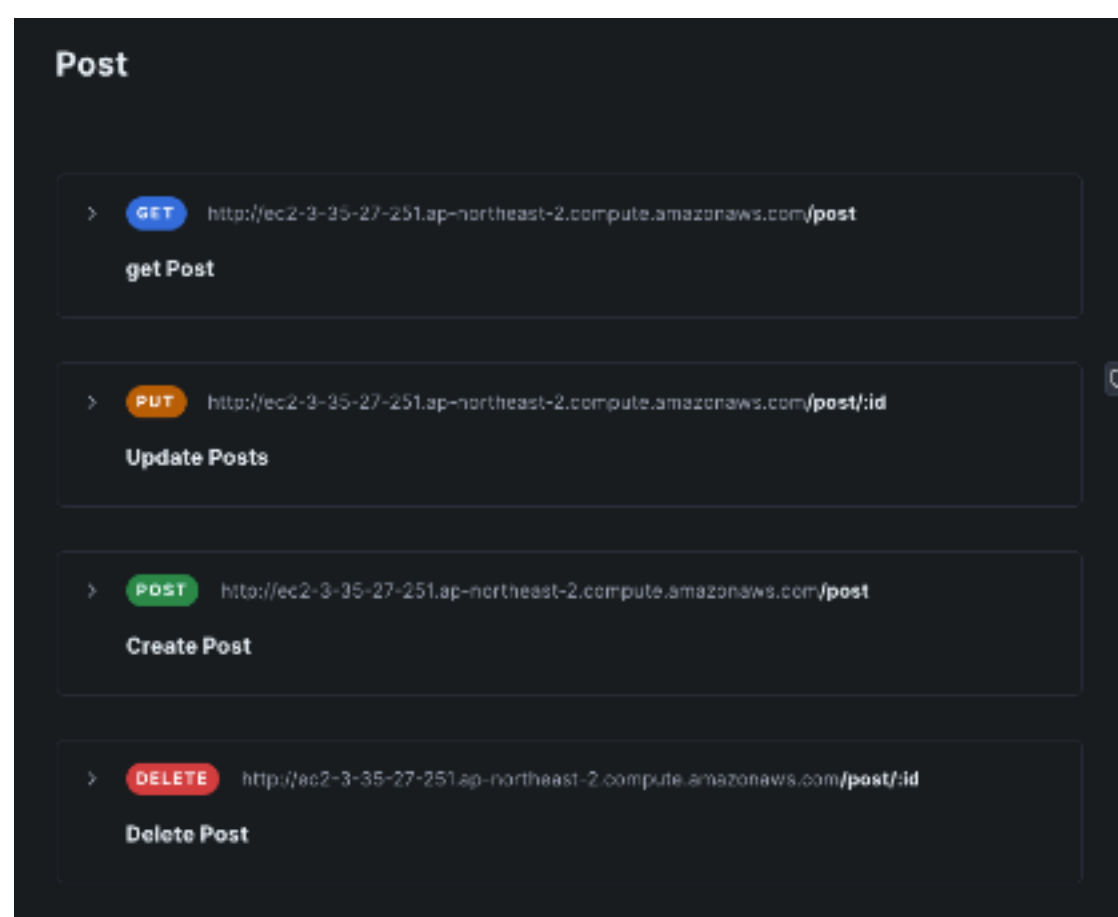 Post
GET http://ec2-3-35-27-251.ap-northeast-2.compute.amazonaws.com/post
get Post
PUT http://ec2-3-35-27-251.ap-northeast-2.compute.amazonaws.com/post/:id
Update Posts
POST http://ec2-3-35-27-251.ap-northeast-2.compute.amazonaws.com/post
Create Post
DELETE http://ec2-3-35-27-251.ap-northeast-2.compute.amazonaws.com/post/:id
Delete Post